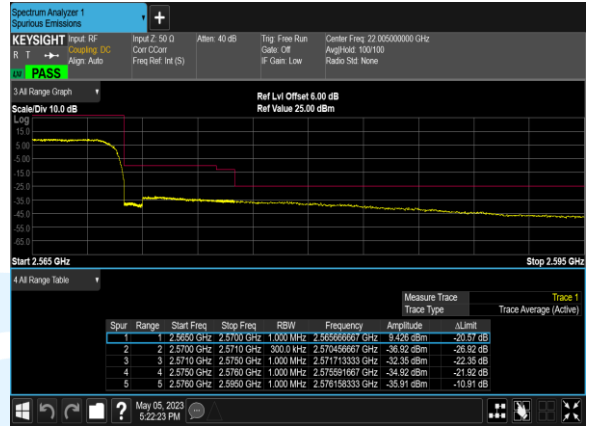 Spectrum Analyzer 1
Spurious Emissions
+
KEYSIGHT Input: RF Input Z: 50 Ω Atten: 40 dB Trig: Free Run Center Freq: 22.005000000 GHz
R T Coupling: DC Corr CCorr Gate: Off Avg|Hold: 100/100
Align: Auto Freq Ref: Int (S) IF Gain: Low Radio Std: None
PASS
3 All Range Graph
Ref Lvl Offset 6.00 dB
Scale/Div 10.0 dB Ref Value 25.00 dBm
Log
15.0
5.00
-5.00
-15.0
-25.0
-35.0
-45.0
-55.0
-65.0
Start 2.565 GHz Stop 2.595 GHz
4 All Range Table
Measure Trace Trace 1
Trace Type Trace Average (Active)
Spur Range Start Freq Stop Freq RBW Frequency Amplitude ΔLimit
1 1 2.5650 GHz 2.5700 GHz 1.000 MHz 2.565666667 GHz 9.426 dBm -20.57 dB
2 2 2.5700 GHz 2.5710 GHz 300.0 kHz 2.570456667 GHz -36.92 dBm -26.92 dB
3 3 2.5710 GHz 2.5750 GHz 1.000 MHz 2.571713333 GHz -32.35 dBm -22.35 dB
4 4 2.5750 GHz 2.5760 GHz 1.000 MHz 2.575591667 GHz -34.92 dBm -21.92 dB
5 5 2.5760 GHz 2.5950 GHz 1.000 MHz 2.576158333 GHz -35.91 dBm -10.91 dB
? May 05, 2023
5:22:23 PM